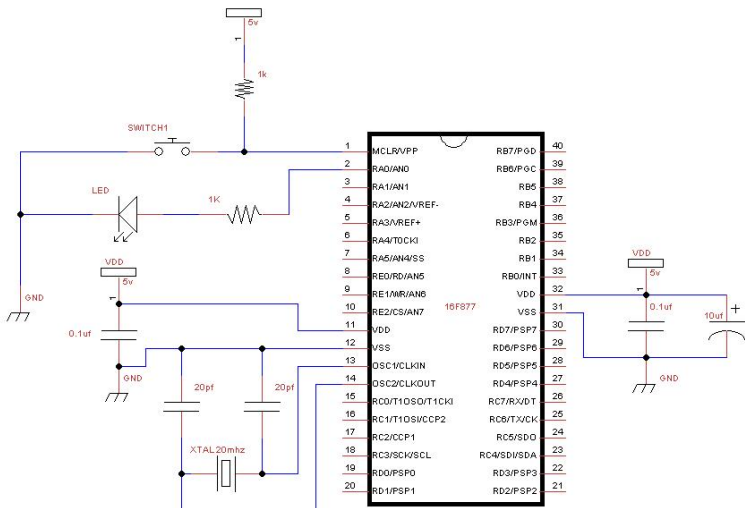 5v
1
1k
SWITCH1
1 MCLR/VPP RB7/PGD 40
2 RA0/AN0 RB6/PGC 39
3 RA1/AN1 RB5 38
4 RA2/AN2/VREF- RB4 37
5 RA3/VREF+ RB3/PGM 36
6 RA4/T0CKI RB2 35
7 RA5/AN4/SS RB1 34
8 RE0/RD/AN5 RB0/INT 33
9 RE1/WR/AN6 VDD 32
10 RE2/CS/AN7 VSS 31
11 VDD RD7/PSP7 30
12 VSS RD6/PSP6 29
13 OSC1/CLKIN RD5/PSP5 28
14 OSC2/CLKOUT RD4/PSP4 27
15 RC0/T1OSO/T1CKI RC7/RX/DT 26
16 RC1/T1OSI/CCP2 RC6/TX/CK 25
17 RC2/CCP1 RC5/SDO 24
18 RC3/SCK/SCL RC4/SDI/SDA 23
19 RD0/PSP0 RD3/PSP3 22
20 RD1/PSP1 RD2/PSP2 21
16F877
LED
1K
GND
VDD
5v
1
0.1uf
GND
20pf
20pf
XTAL20mhz
VDD
5v
1
0.1uf
10uf
+
GND